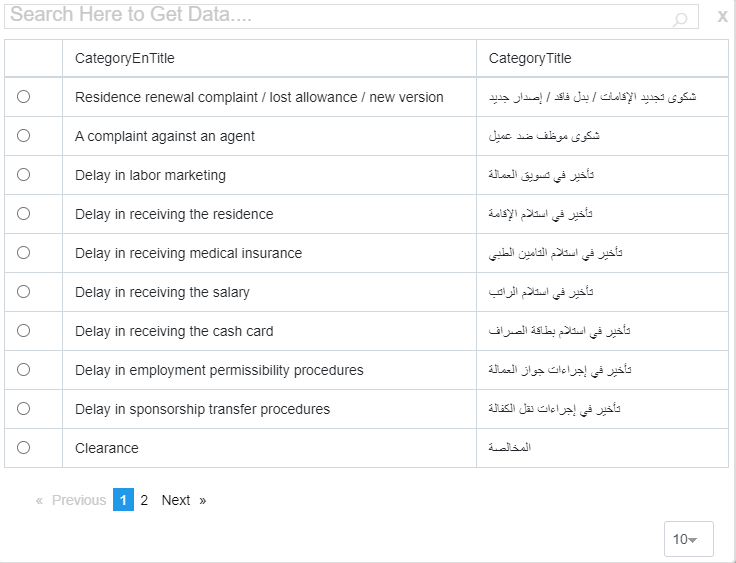 Search Here to Get Data....
x
CategoryEnTitle CategoryTitle
Residence renewal complaint / lost allowance / new version شكوى تجديد الإقامات / بدل فاقد / إصدار جديد
A complaint against an agent شكوى موظف ضد عميل
Delay in labor marketing تأخير في تسويق العمالة
Delay in receiving the residence تأخير في استلام الإقامة
Delay in receiving medical insurance تأخير في استلام التامين الطبي
Delay in receiving the salary تأخير في استلام الراتب
Delay in receiving the cash card تأخير في استلام بطاقة الصراف
Delay in employment permissibility procedures تأخير في إجراءات جواز العمالة
Delay in sponsorship transfer procedures تأخير في إجراءات نقل الكفالة
Clearance المخالصة
« Previous 1 2 Next »
10